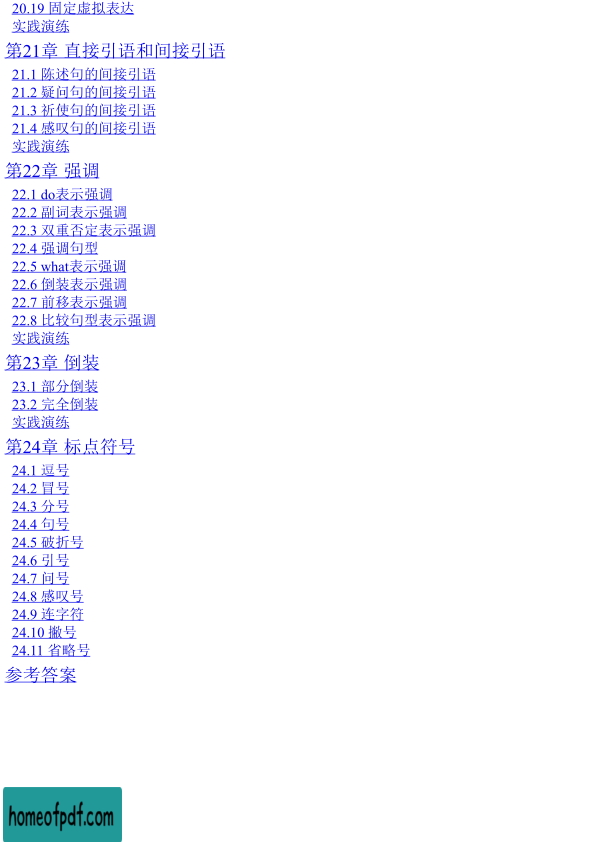 20.19 固定虚拟表达
实践演练
第21章 直接引语和间接引语
21.1 陈述句的间接引语
21.2 疑问句的间接引语
21.3 祈使句的间接引语
21.4 感叹句的间接引语
实践演练
第22章 强调
22.1 do表示强调
22.2 副词表示强调
22.3 双重否定表示强调
22.4 强调句型
22.5 what表示强调
22.6 倒装表示强调
22.7 前移表示强调
22.8 比较句型表示强调
实践演练
第23章 倒装
23.1 部分倒装
23.2 完全倒装
实践演练
第24章 标点符号
24.1 逗号
24.2 冒号
24.3 分号
24.4 句号
24.5 破折号
24.6 引号
24.7 问号
24.8 感叹号
24.9 连字符
24.10 撇号
24.11 省略号
参考答案
homeofpdf.com